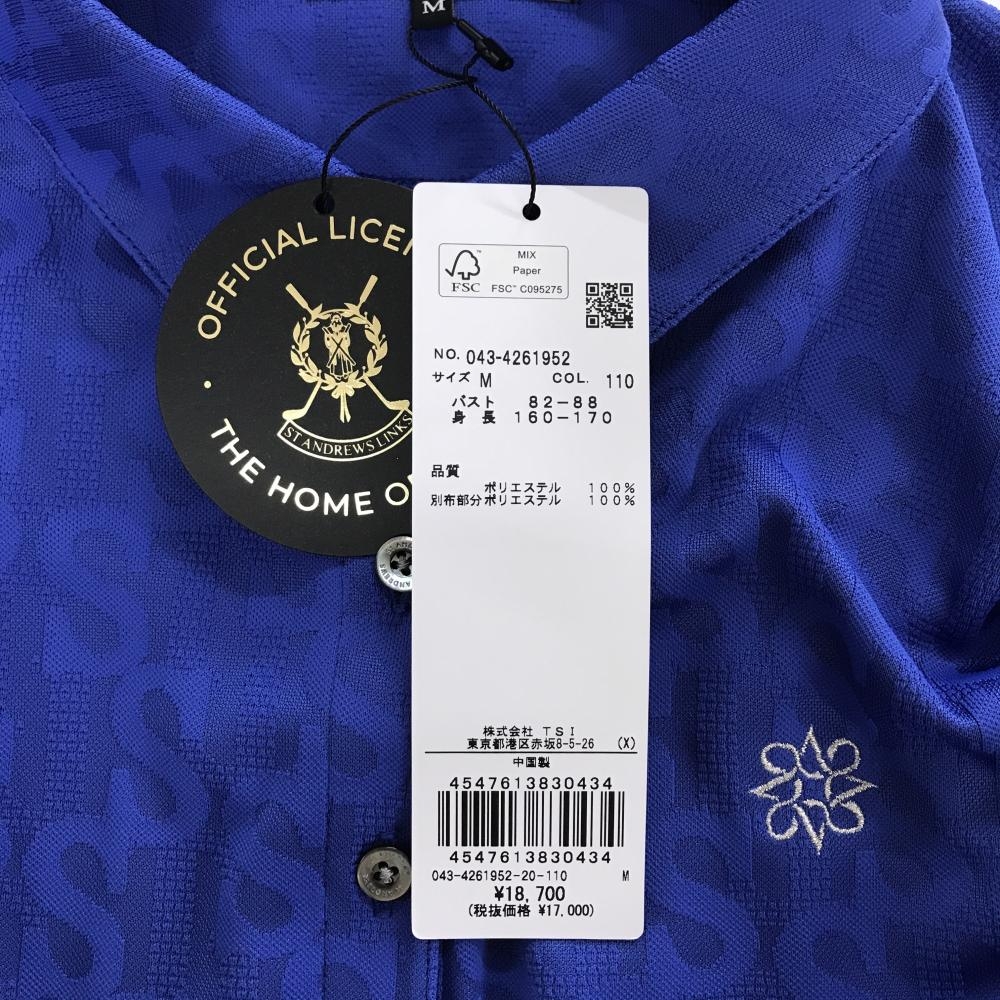 M
OFFICIAL
ST ANDREWS LINKS
THE HOME
MIX
Paper
FSC
FSC™ C095275
NO. 043-4261952
サイズ M COL. 110
バスト 82-88
身長 160-170
品質
ポリエステル 100%
別布部分ポリエステル 100%
株式会社 TSI
東京都港区赤坂8-5-26 (X)
中国製
4547613830434
4547613830434
043-4261952-20-110 M
¥18,700
(税抜価格 ¥17,000)